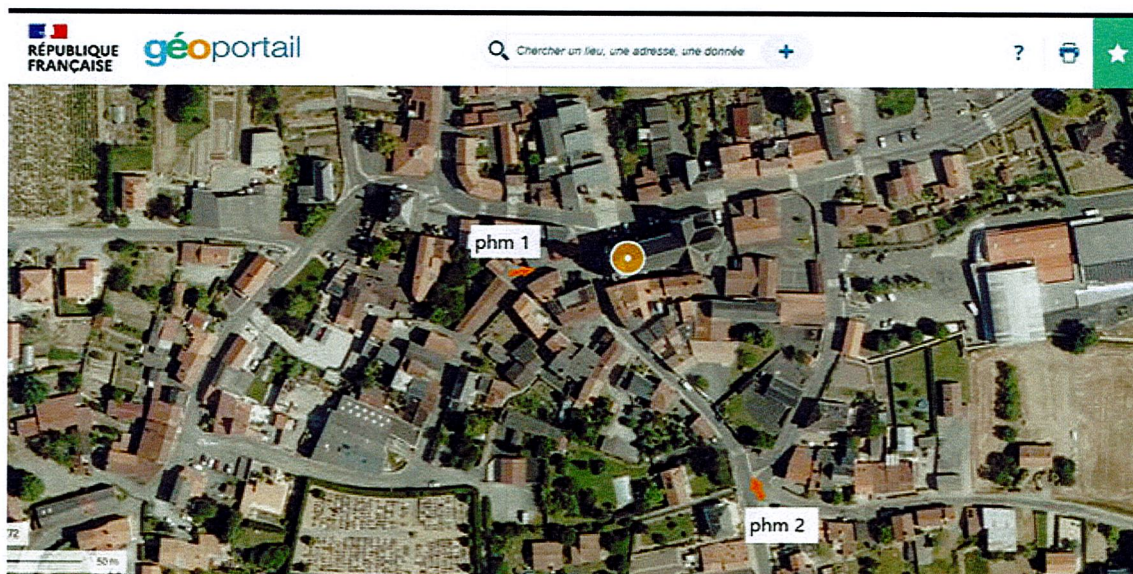 RÉPUBLIQUE
FRANÇAISE
géoportail
Chercher un lieu, une adresse, une donnée
+
?
phm 1
phm 2
72
50 m